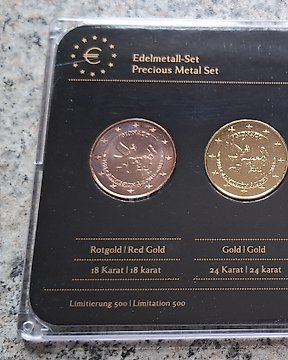 Edelmetall-Set
Precious Metal Set
MONACO
Rotgold | Red Gold
Gold | Gold
18 Karat | 18 karat
24 Karat | 24 karat
Limitierung 500 | Limitation 500